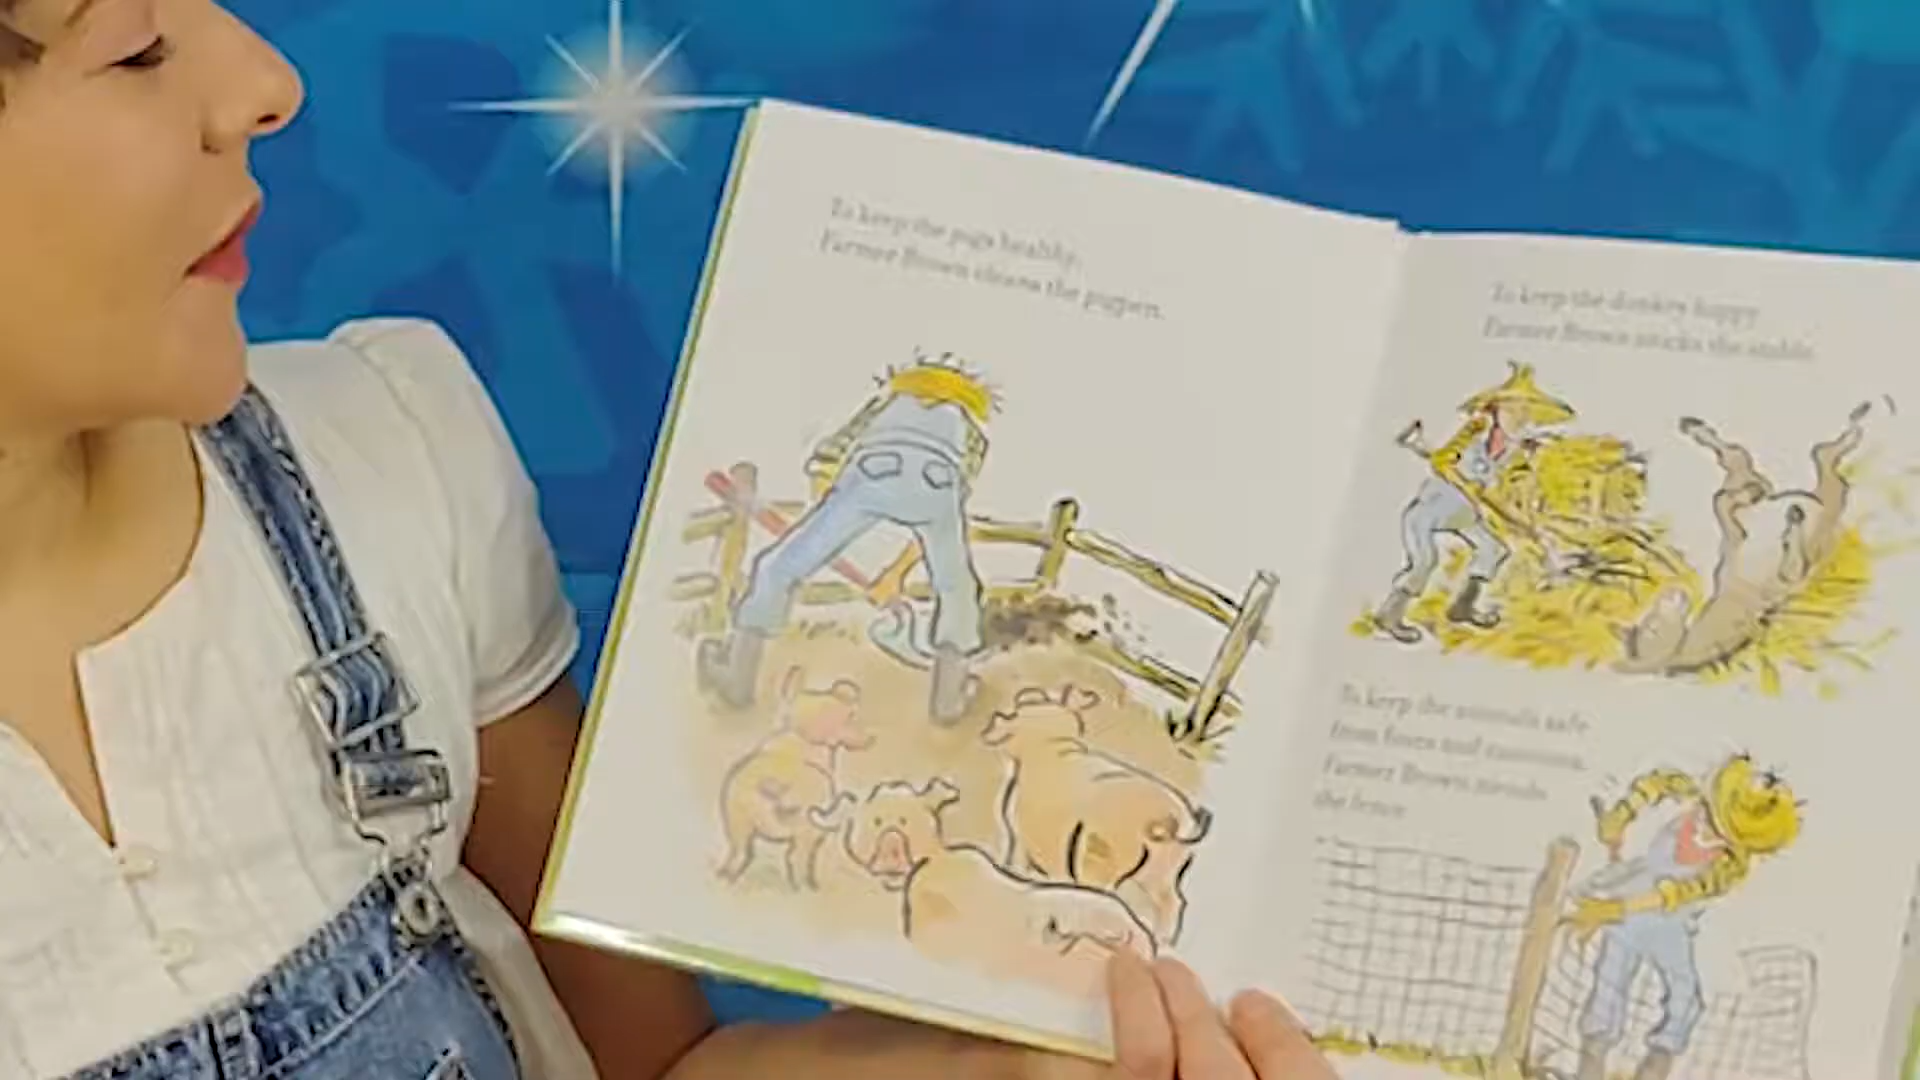 To keep the pigs healthy,
Farmer Brown cleans the pigpen.
To keep the donkey happy
Farmer Brown mucks the stable.
To keep the animals safe
from foxes and
Farmer Brown mends
the fence.